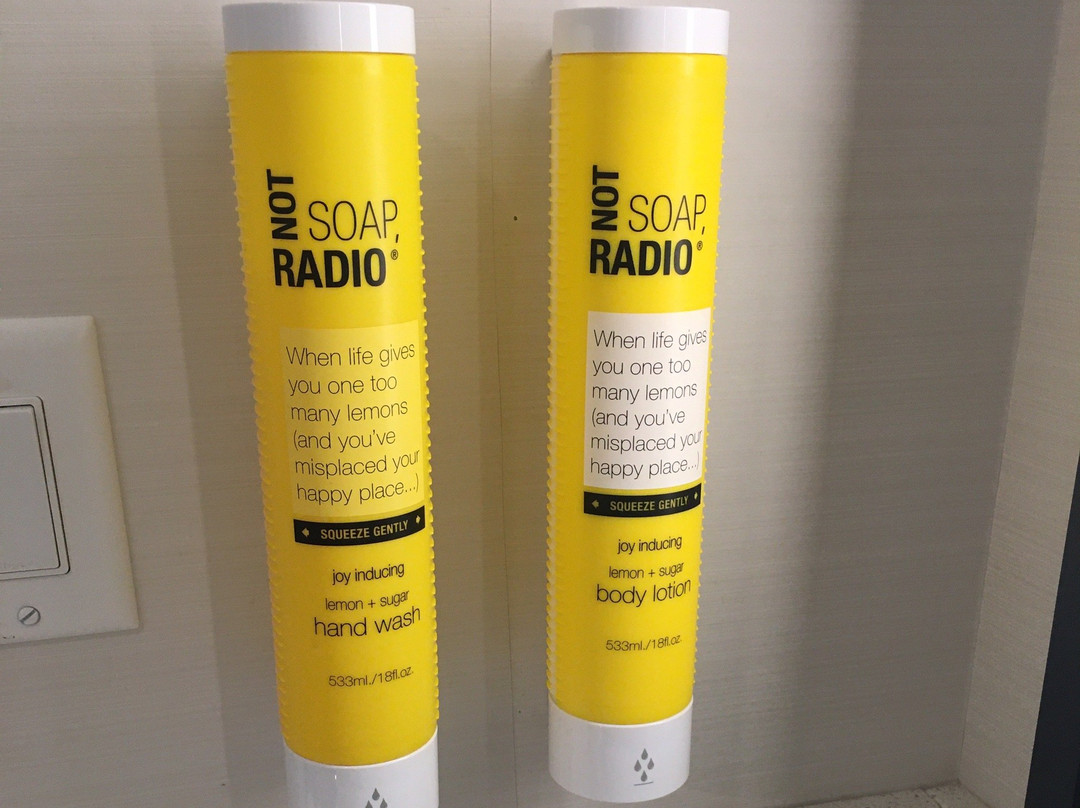 NOT
SOAP,
RADIO®
When life gives
you one too
many lemons
(and you've
misplaced your
happy place...)
SQUEEZE GENTLY
joy inducing
lemon + sugar
hand wash
533ml./18fl.oz.
NOT
SOAP,
RADIO®
When life gives
you one too
many lemons
(and you've
misplaced your
happy place...)
SQUEEZE GENTLY
joy inducing
lemon + sugar
body lotion
533ml./18fl.oz.